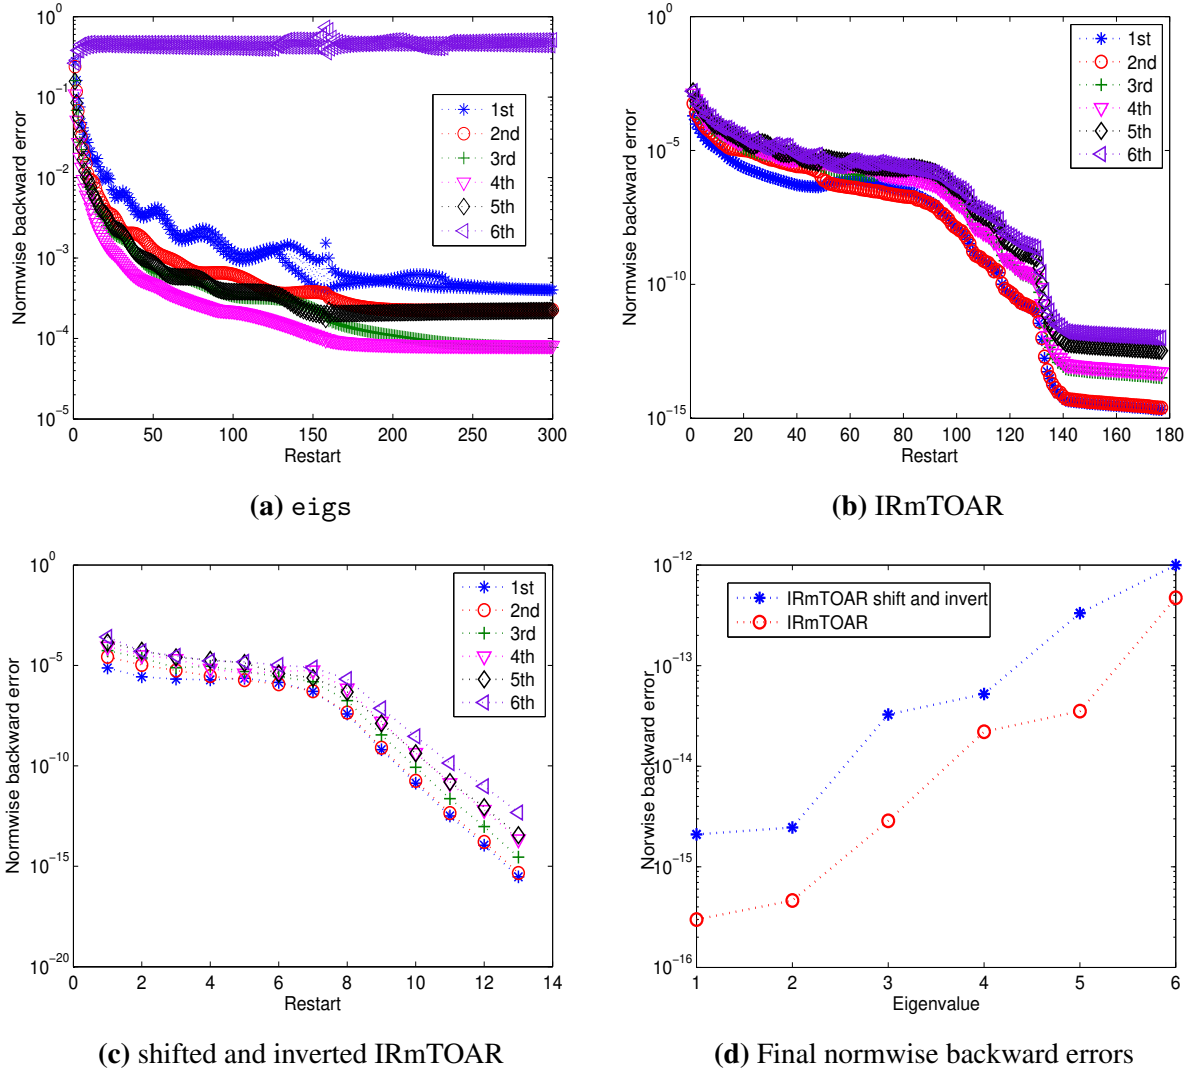 10^0
10^-1
10^-2
10^-3
10^-4
10^-5
Normwise backward error
0 50 100 150 200 250 300
Restart
1st
2nd
3rd
4th
5th
6th
(a) eigs
10^0
10^-5
10^-10
10^-15
Normwise backward error
0 20 40 60 80 100 120 140 160 180
Restart
1st
2nd
3rd
4th
5th
6th
(b) IRmTOAR
10^0
10^-5
10^-10
10^-15
10^-20
Normwise backward error
0 2 4 6 8 10 12 14
Restart
1st
2nd
3rd
4th
5th
6th
(c) shifted and inverted IRmTOAR
10^-12
10^-13
10^-14
10^-15
10^-16
Norwise backward error
1 2 3 4 5 6
Eigenvalue
IRmTOAR shift and invert
IRmTOAR
(d) Final normwise backward errors